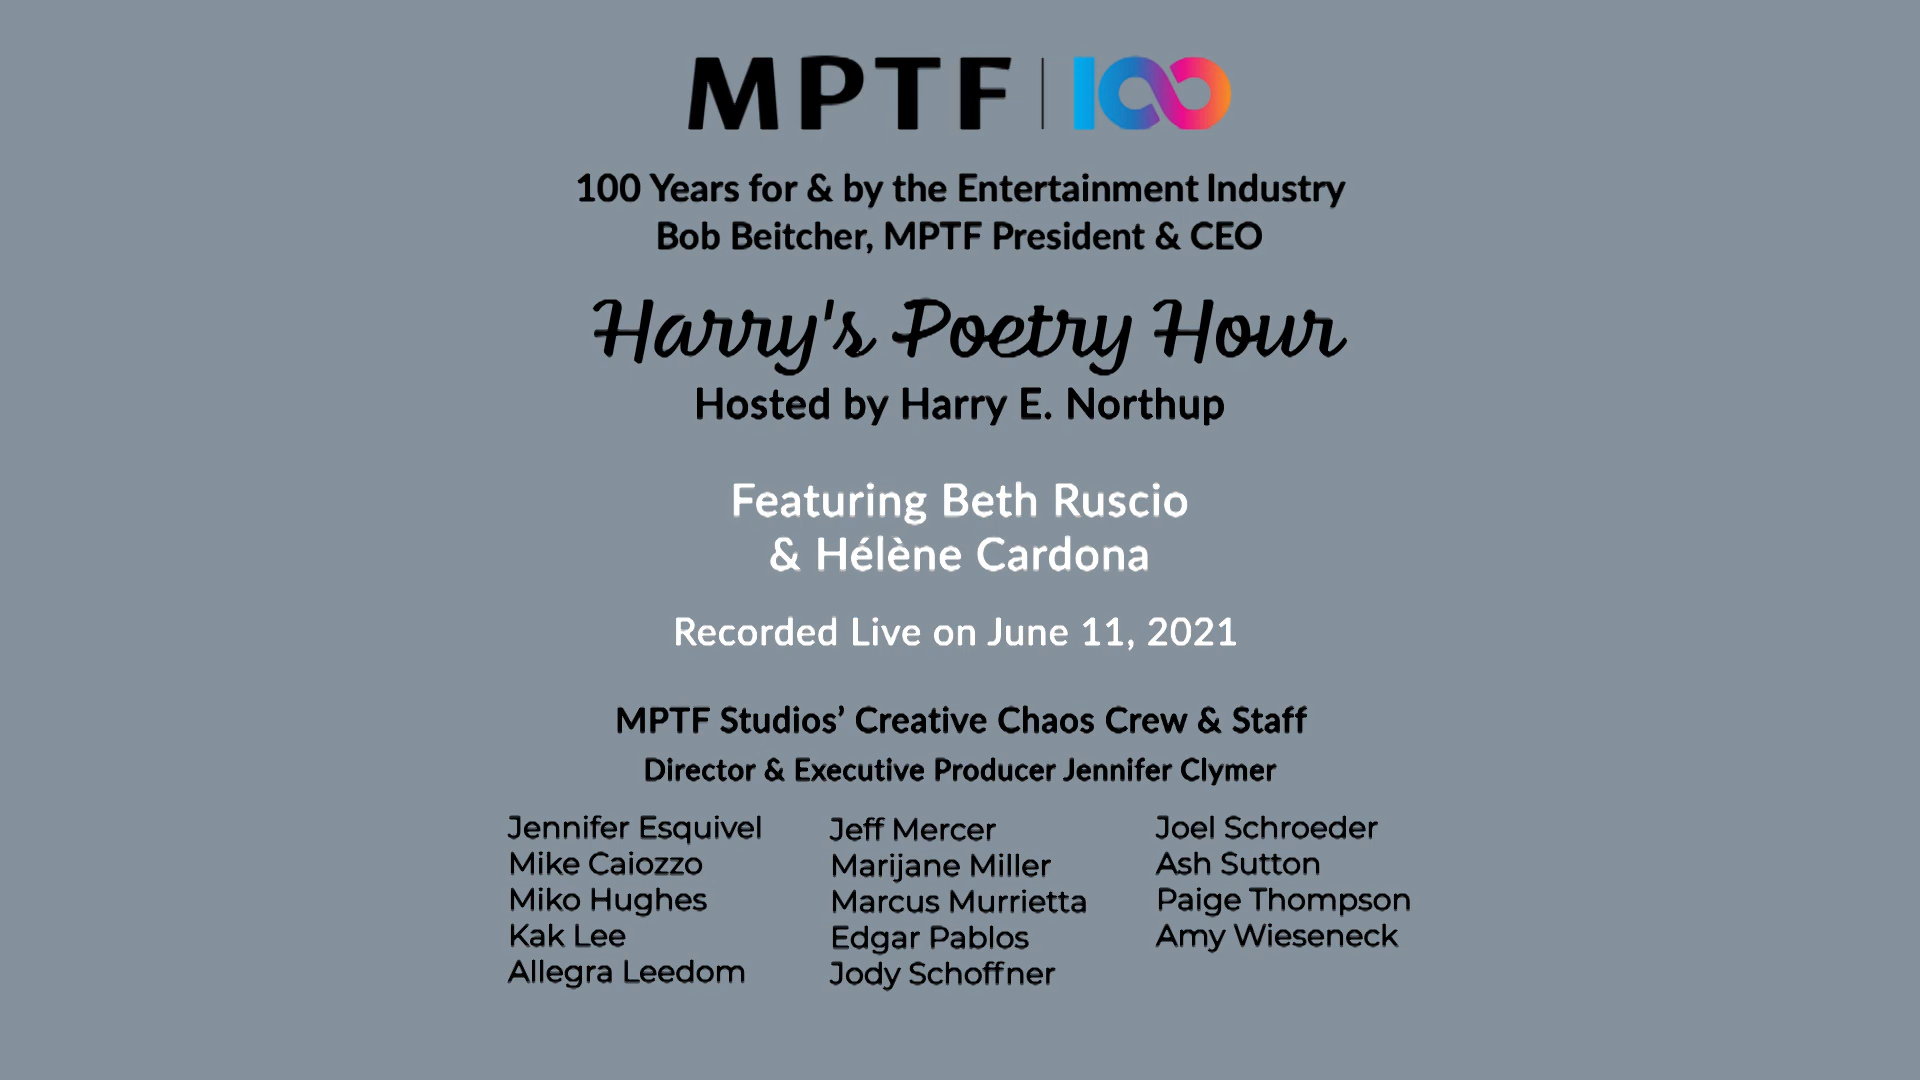 MPTF | 100
100 Years for & by the Entertainment Industry
Bob Beitcher, MPTF President & CEO
Harry's Poetry Hour
Hosted by Harry E. Northup
Featuring Beth Ruscio
& Hélène Cardona
Recorded Live on June 11, 2021
MPTF Studios’ Creative Chaos Crew & Staff
Director & Executive Producer Jennifer Clymer
Jennifer Esquivel
Mike Caiozzo
Miko Hughes
Kak Lee
Allegra Leedom
Jeff Mercer
Marijane Miller
Marcus Murrietta
Edgar Pablos
Jody Schoffner
Joel Schroeder
Ash Sutton
Paige Thompson
Amy Wieseneck